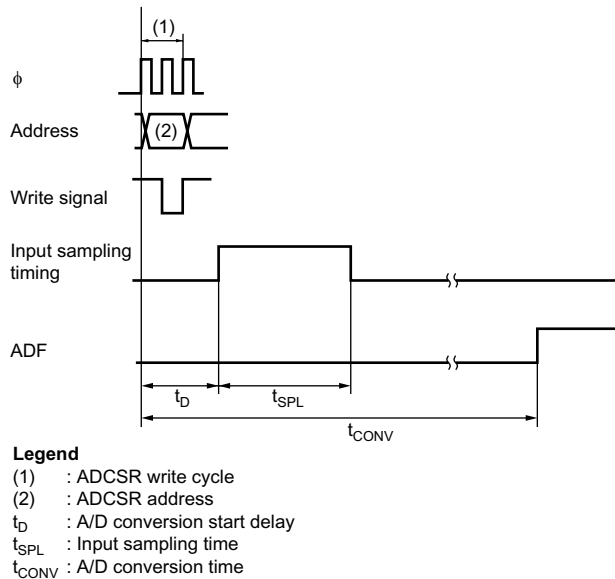 (1)
ϕ
Address
(2)
Write signal
Input sampling
timing
ADF
tD
tSPL
tCONV
Legend
(1) : ADCSR write cycle
(2) : ADCSR address
tD : A/D conversion start delay
tSPL : Input sampling time
tCONV : A/D conversion time